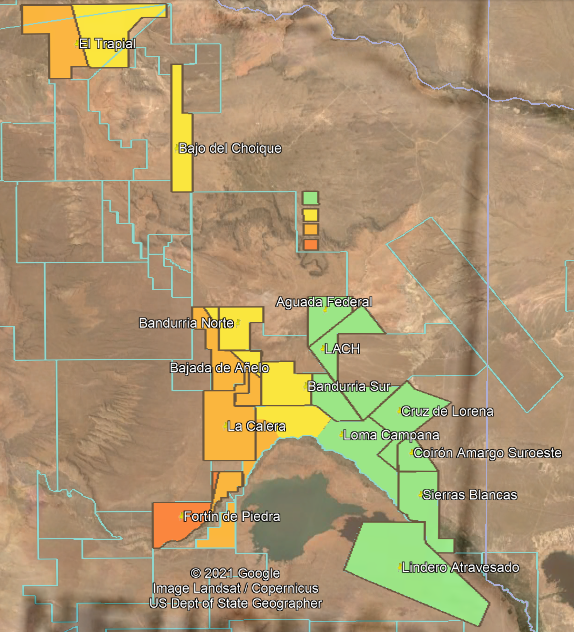 El Trapial
Bajo del Choique
Aguada Federal
Bandurria Norte
LACH
Bajada de Añelo
Bandurria Sur
Cruz de Lorena
La Calera
Loma Campana
Coirón Amargo Suroeste
Sierras Blancas
Fortín de Piedra
Lindero Atravesado
© 2021 Google
Image Landsat / Copernicus
US Dept of State Geographer